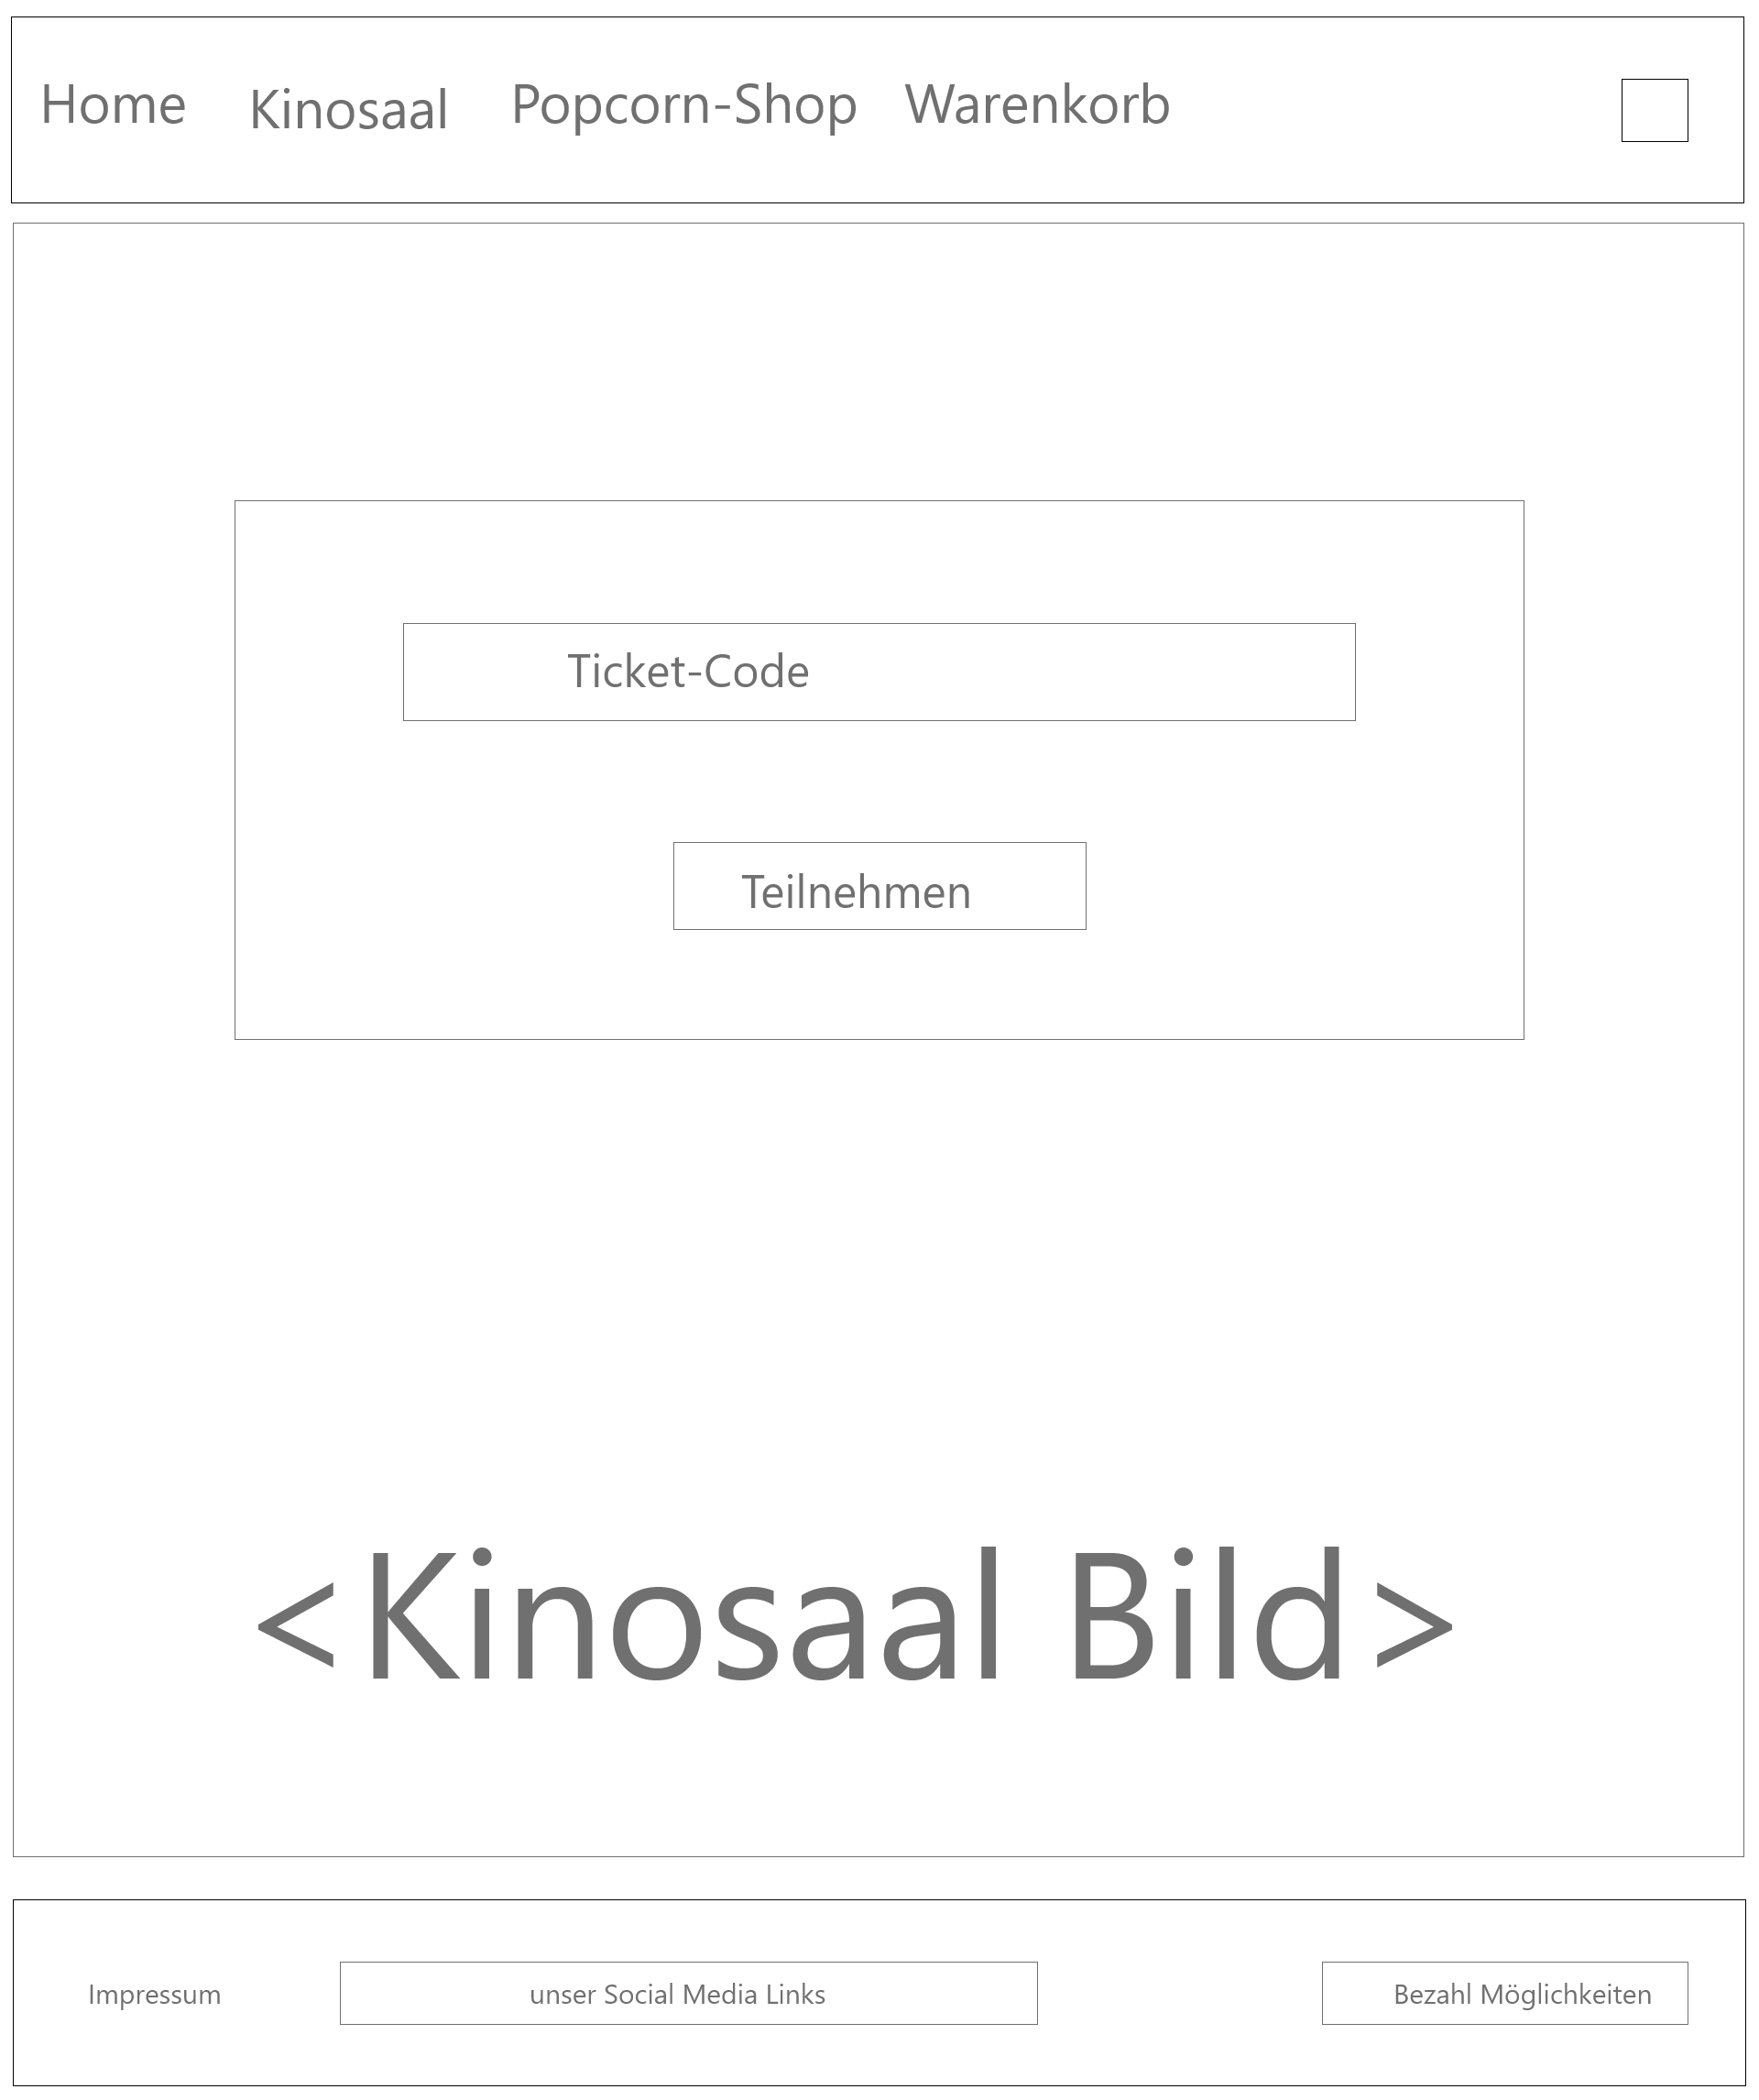 Home Kinosaal Popcorn-Shop Warenkorb
Ticket-Code
Teilnehmen
<Kinosaal Bild>
Impressum unser Social Media Links Bezahl Möglichkeiten